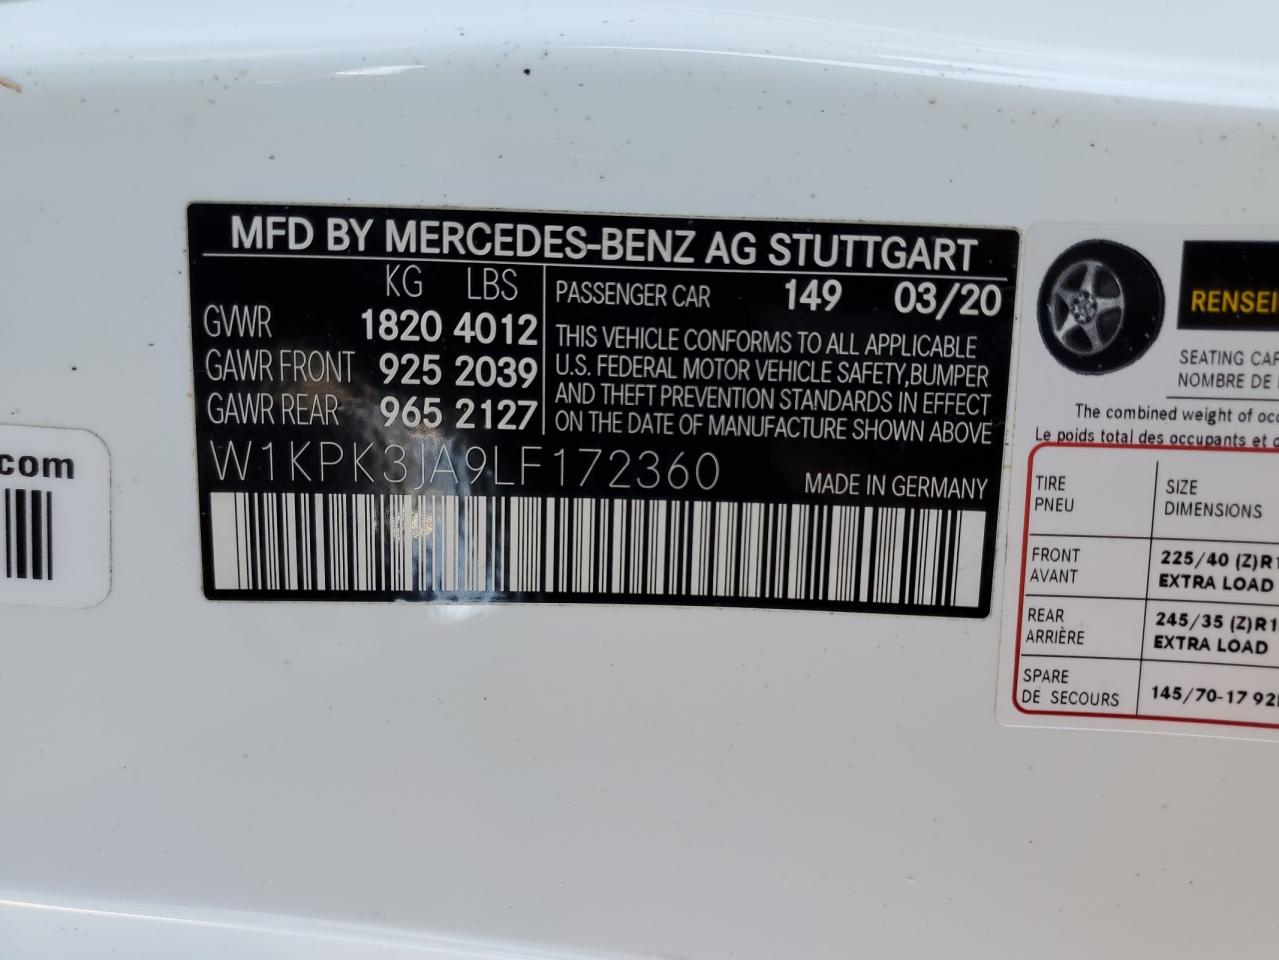 MFD BY MERCEDES-BENZ AG STUTTGART
KG LBS
GVWR 1820 4012
GAWR FRONT 925 2039
GAWR REAR 965 2127
PASSENGER CAR 149 03/20
THIS VEHICLE CONFORMS TO ALL APPLICABLE
U.S. FEDERAL MOTOR VEHICLE SAFETY,BUMPER
AND THEFT PREVENTION STANDARDS IN EFFECT
ON THE DATE OF MANUFACTURE SHOWN ABOVE
W1KPK3JA9LF172360
MADE IN GERMANY
.com
SEATING
NOMBRE DE
The combined weight of
Le poids total des occupants et
TIRE SIZE
PNEU DIMENSIONS
FRONT 225/40 (Z)R1
AVANT EXTRA LOAD
REAR 245/35 (Z)R1
ARRIÈRE EXTRA LOAD
SPARE
DE SECOURS 145/70-17 92